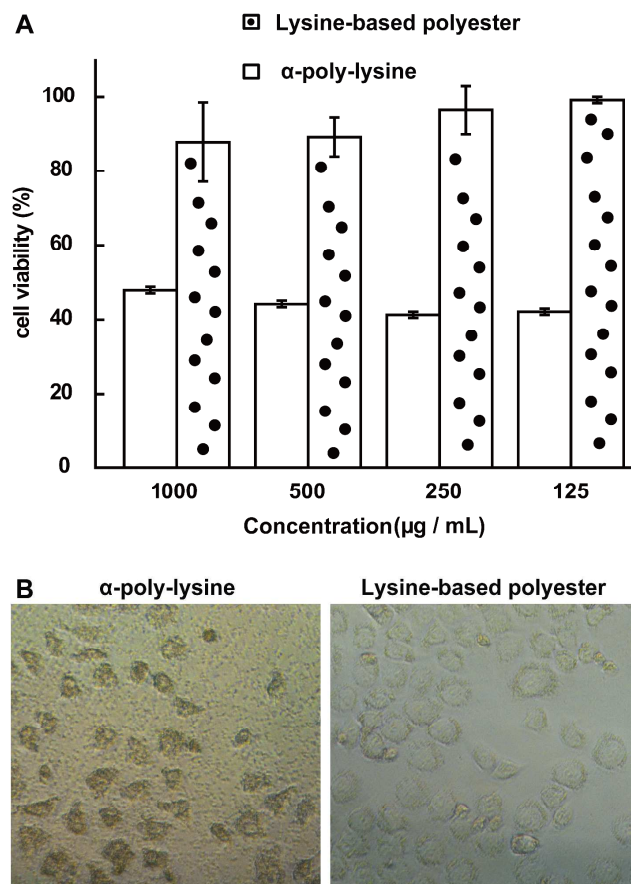 A
Lysine-based polyester
α-poly-lysine
100
80
60
40
20
0
cell viability (%)
1000 500 250 125
Concentration(µg / mL)
B
α-poly-lysine Lysine-based polyester